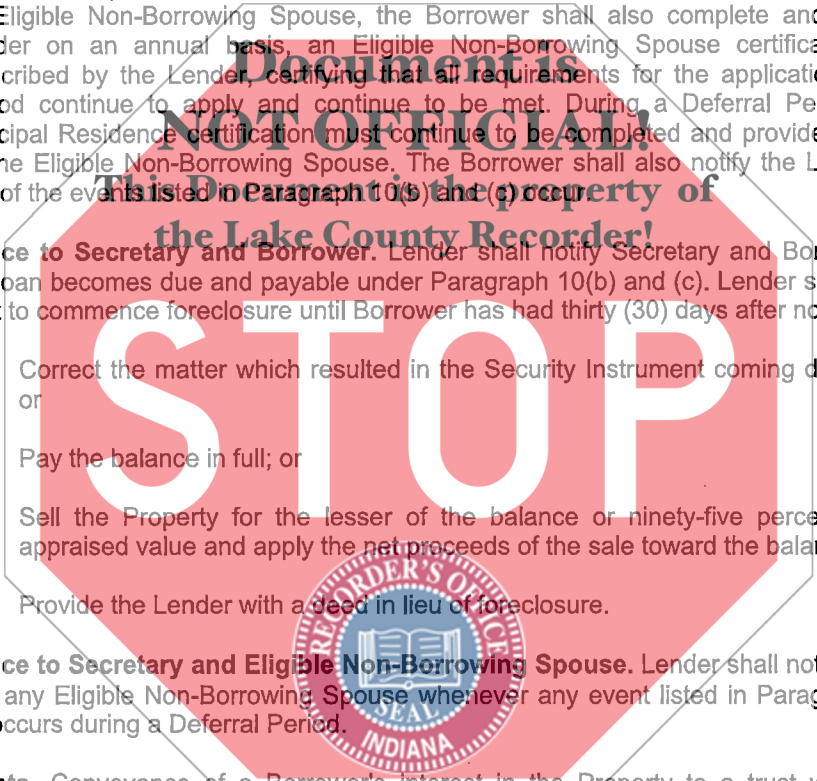 Eligible Non-Borrowing Spouse, the Borrower shall also complete and
der on an annual basis, an Eligible Non-Borrowing Spouse certifica
cribed by the Lender, certifying that all requirements for the applicati
od continue to apply and continue to be met. During a Deferral Pe
cipal Residence certification must continue to be completed and provide
he Eligible Non-Borrowing Spouse. The Borrower shall also notify the L
of the events listed in Paragraph 10(b) and (c) occur.
Document is
NOT OFFICIAL!
This Document is the property of
the Lake County Recorder!
ce to Secretary and Borrower. Lender shall notify Secretary and Bor
oan becomes due and payable under Paragraph 10(b) and (c). Lender s
t to commence foreclosure until Borrower has had thirty (30) days after no
STOP
Correct the matter which resulted in the Security Instrument coming d
or
Pay the balance in full; or
Sell the Property for the lesser of the balance or ninety-five perce
appraised value and apply the net proceeds of the sale toward the bala
Provide the Lender with a deed in lieu of foreclosure.
RECORDER'S OFFICE
SEAL
INDIANA
ce to Secretary and Eligible Non-Borrowing Spouse. Lender shall not
any Eligible Non-Borrowing Spouse whenever any event listed in Parag
occurs during a Deferral Period.
nts. Conveyance of a Borrower's interest in the Property to a trust